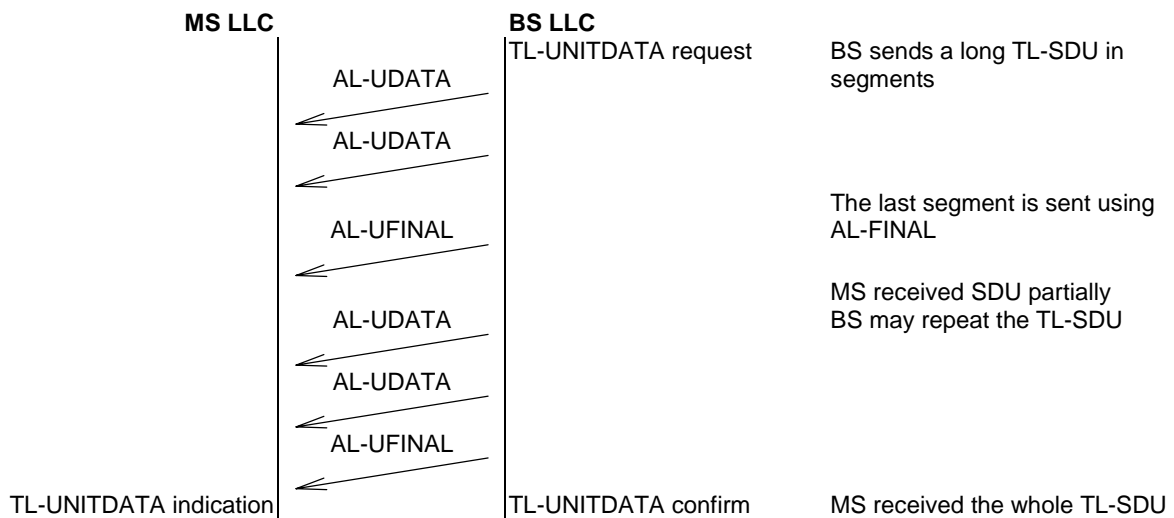 MS LLC
BS LLC
TL-UNITDATA request
BS sends a long TL-SDU in
segments
AL-UDATA
AL-UDATA
The last segment is sent using
AL-FINAL
AL-UFINAL
MS received SDU partially
BS may repeat the TL-SDU
AL-UDATA
AL-UDATA
AL-UFINAL
TL-UNITDATA indication
TL-UNITDATA confirm
MS received the whole TL-SDU